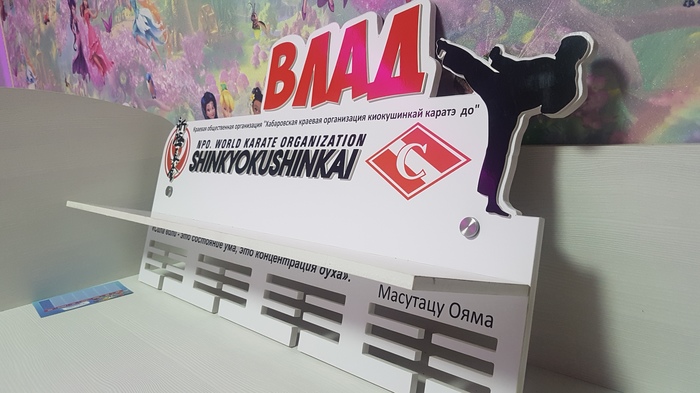 ВЛАД
Краевая общественная организация "Хабаровская краевая организация киокушинкай каратэ до"
NPO. WORLD KARATE ORGANIZATION
SHINKYOKUSHINKAI
С
это состояние ума, это концентрация духа».
Масутацу Ояма